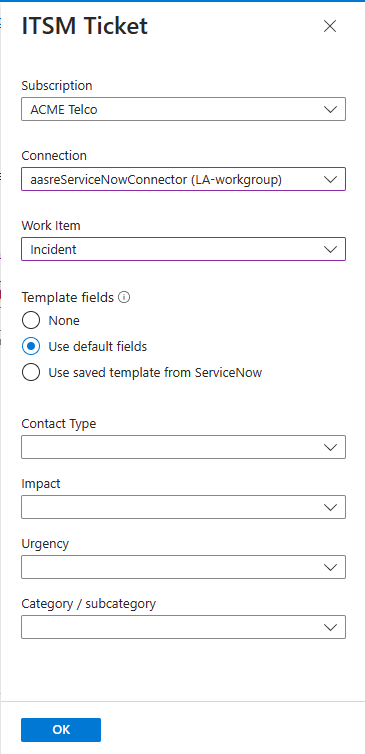 ITSM Ticket
Subscription
ACME Telco
Connection
aasreServiceNowConnector (LA-workgroup)
Work Item
Incident
Template fields
None
Use default fields
Use saved template from ServiceNow
Contact Type
Impact
Urgency
Category / subcategory
OK